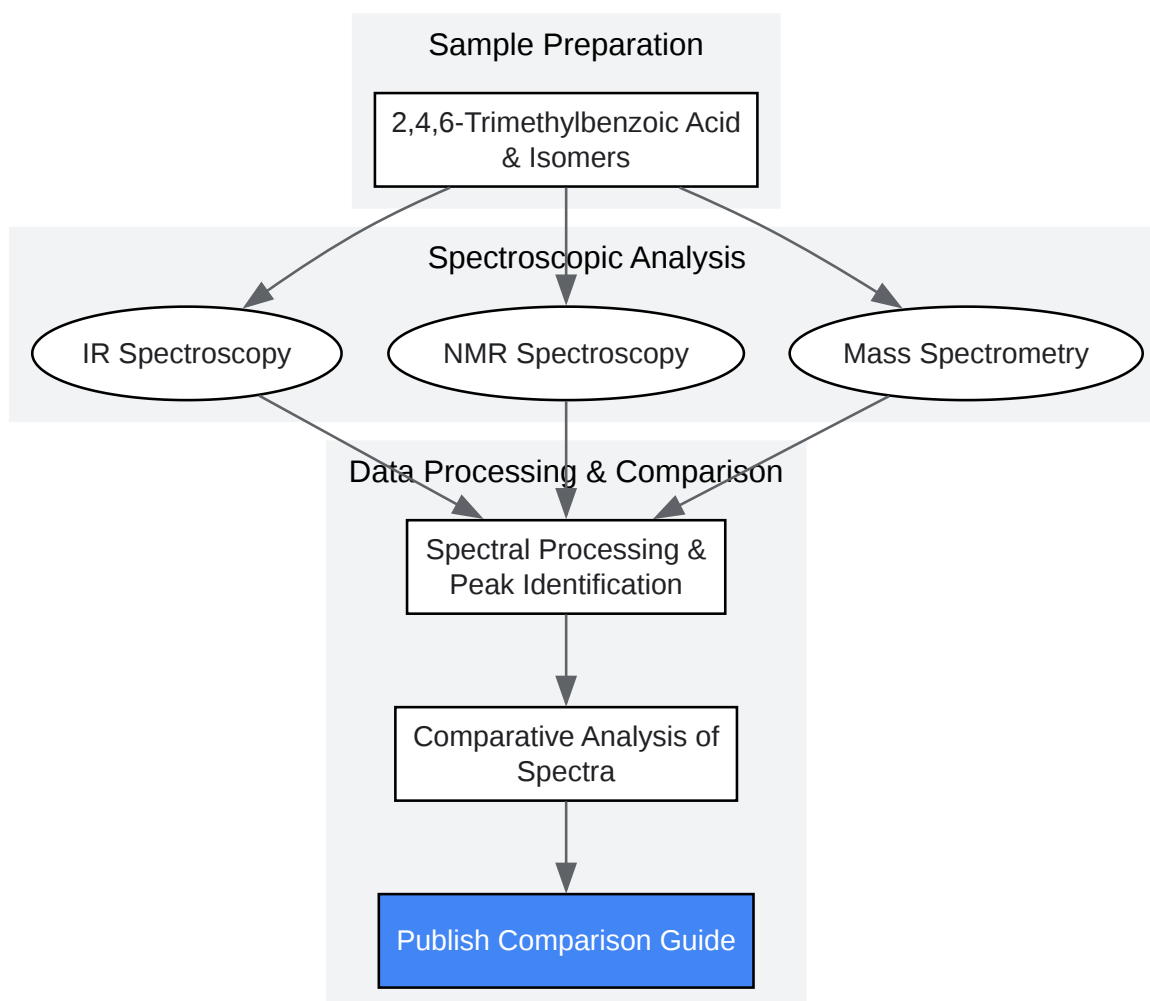 Sample Preparation
2,4,6-Trimethylbenzoic Acid
& Isomers
Spectroscopic Analysis
IR Spectroscopy
NMR Spectroscopy
Mass Spectrometry
Data Processing & Comparison
Spectral Processing &
Peak Identification
Comparative Analysis of
Spectra
Publish Comparison Guide